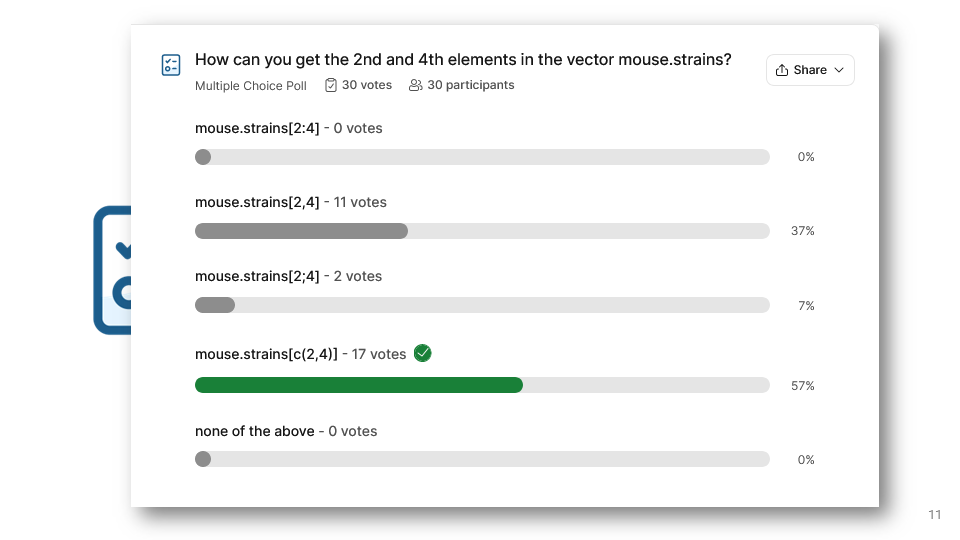 How can you get the 2nd and 4th elements in the vector mouse.strains?
Share
Multiple Choice Poll 30 votes 30 participants
mouse.strains[2:4] - 0 votes
0%
mouse.strains[2,4] - 11 votes
37%
mouse.strains[2;4] - 2 votes
7%
mouse.strains[c(2,4)] - 17 votes
57%
none of the above - 0 votes
0%
11